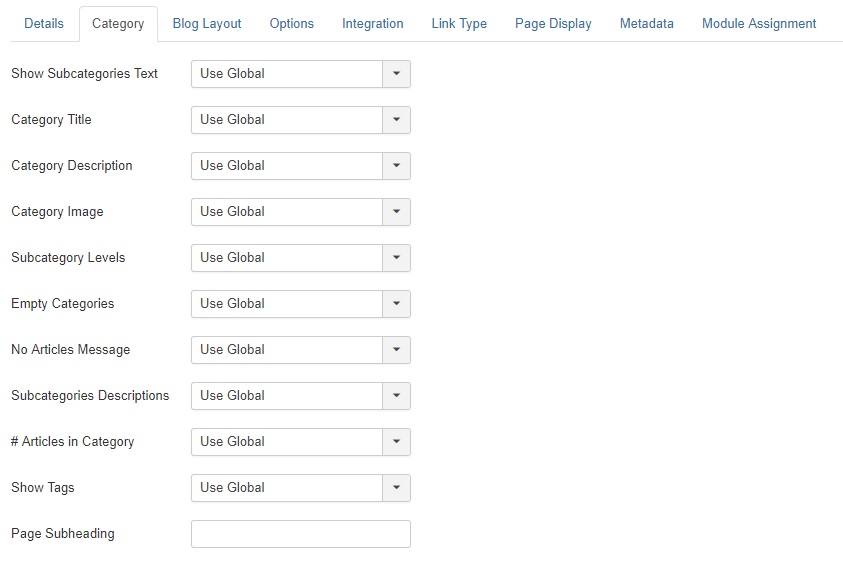 Details Category Blog Layout Options Integration Link Type Page Display Metadata Module Assignment
Show Subcategories Text Use Global
Category Title Use Global
Category Description Use Global
Category Image Use Global
Subcategory Levels Use Global
Empty Categories Use Global
No Articles Message Use Global
Subcategories Descriptions Use Global
# Articles in Category Use Global
Show Tags Use Global
Page Subheading